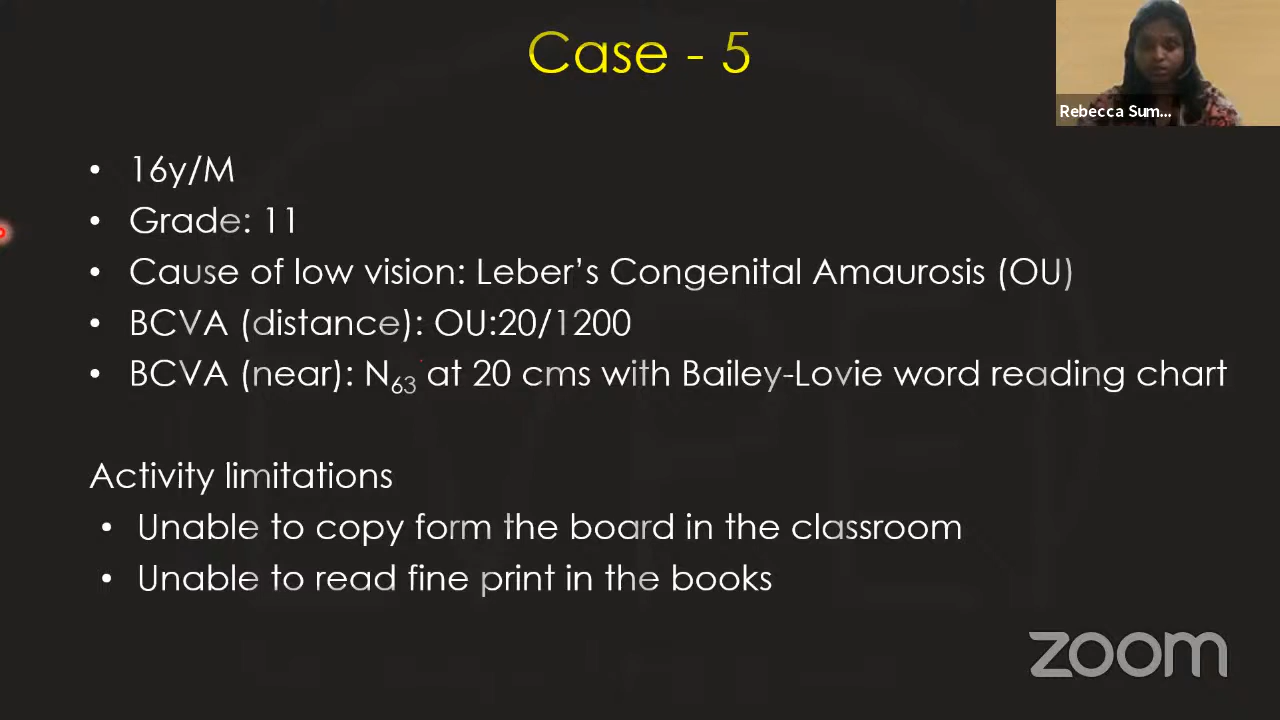 Case - 5
Rebecca Sum...
• 16y/M
• Grade: 11
• Cause of low vision: Leber's Congenital Amaurosis (OU)
• BCVA (distance): OU:20/1200
• BCVA (near): N63 at 20 cms with Bailey-Lovie word reading chart
Activity limitations
• Unable to copy form the board in the classroom
• Unable to read fine print in the books
zoom